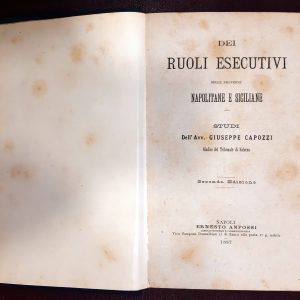 DEI
RUOLI ESECUTIVI
NELLE PROVINCIE
NAPOLITANE E SICILIANE
STUDI
Dell'Avv. GIUSEPPE CAPOZZI
Giudice del Tribunale di Salerno
Seconda Edizione
NAPOLI
ERNESTO ANFOSSI
1887